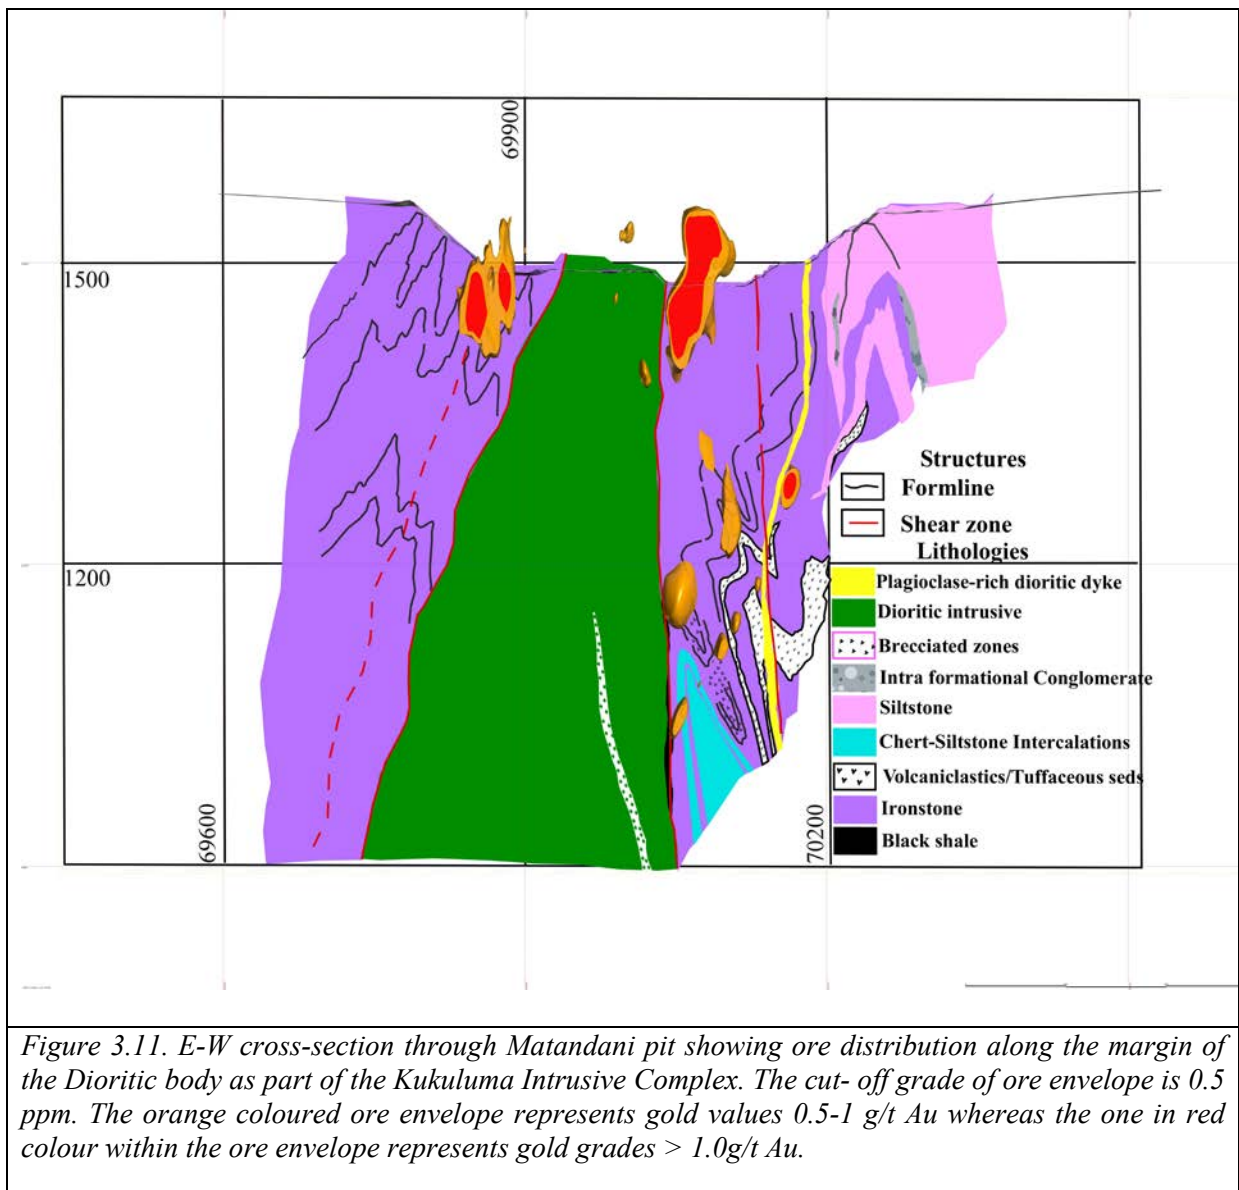 69900
1500
Structures
Formline
Shear zone
Lithologies
1200
Plagioclase-rich dioritic dyke
Dioritic intrusive
Brecciated zones
Intra formational Conglomerate
Siltstone
Chert-Siltstone Intercalations
Volcaniclastics/Tuffaceous seds
Ironstone
Black shale
69600
70200
Figure 3.11. E-W cross-section through Matandani pit showing ore distribution along the margin of
the Dioritic body as part of the Kukuluma Intrusive Complex. The cut- off grade of ore envelope is 0.5
ppm. The orange coloured ore envelope represents gold values 0.5-1 g/t Au whereas the one in red
colour within the ore envelope represents gold grades > 1.0g/t Au.